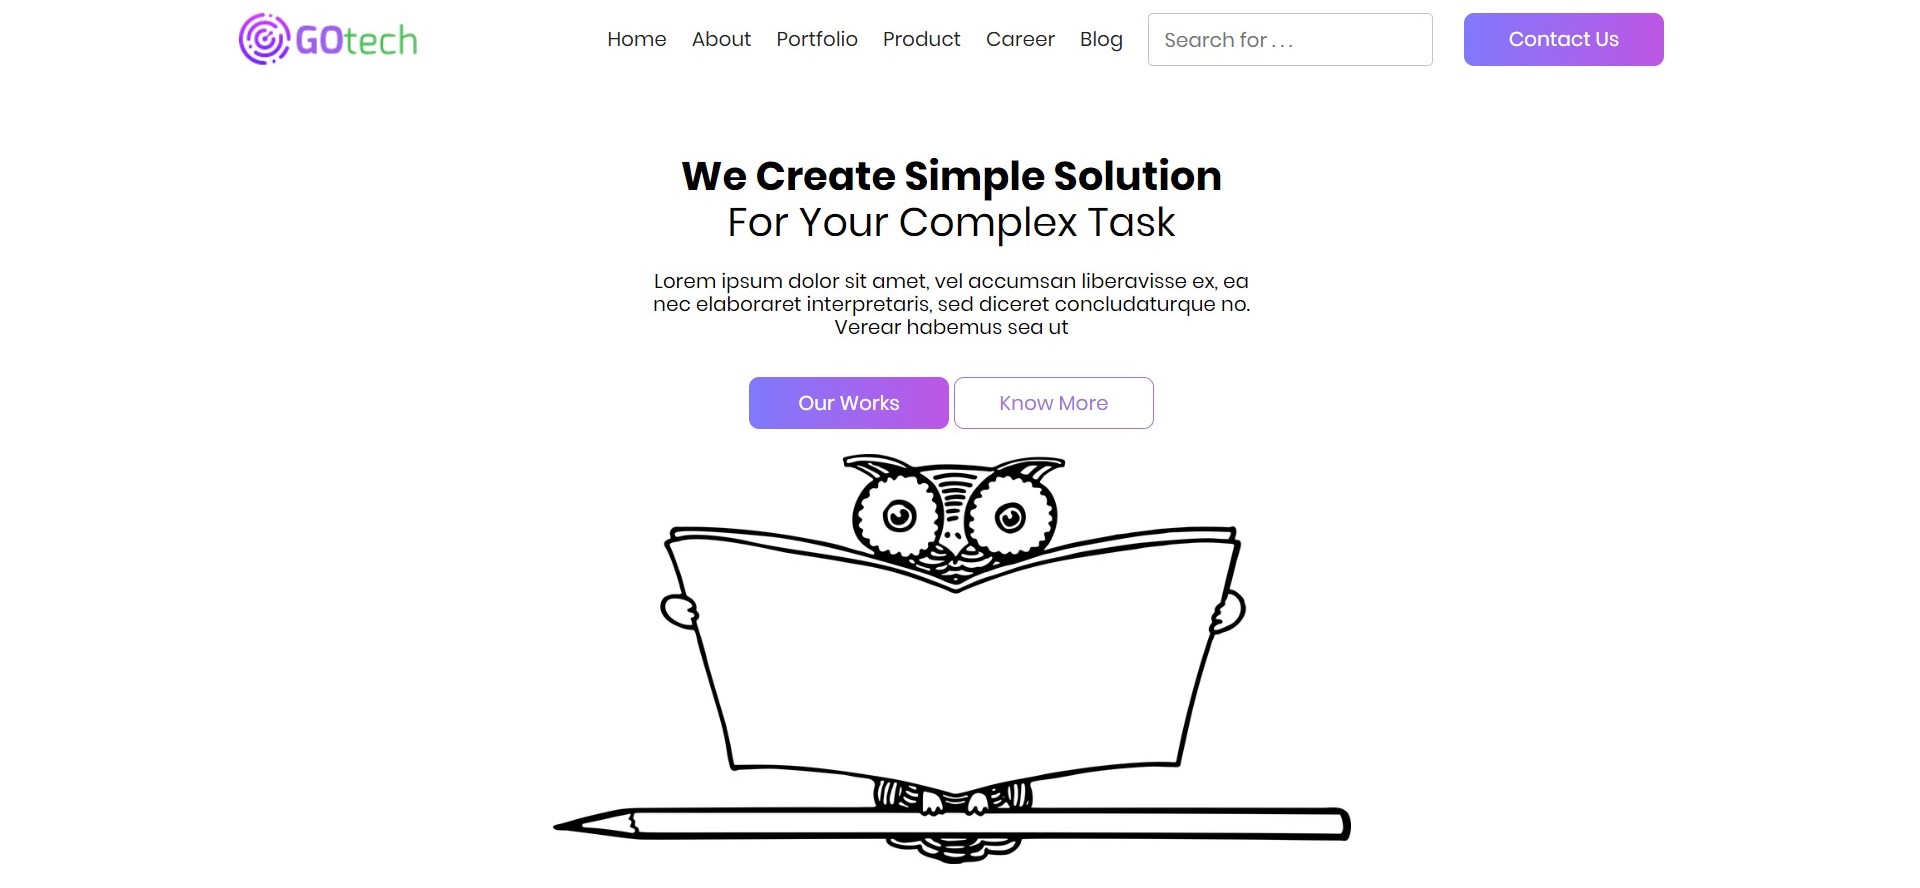 GOtech
Home About Portfolio Product Career Blog Search for . . . Contact Us
We Create Simple Solution
For Your Complex Task
Lorem ipsum dolor sit amet, vel accumsan liberavisse ex, ea
nec elaboraret interpretaris, sed diceret concludaturque no.
Verear habemus sea ut
Our Works Know More